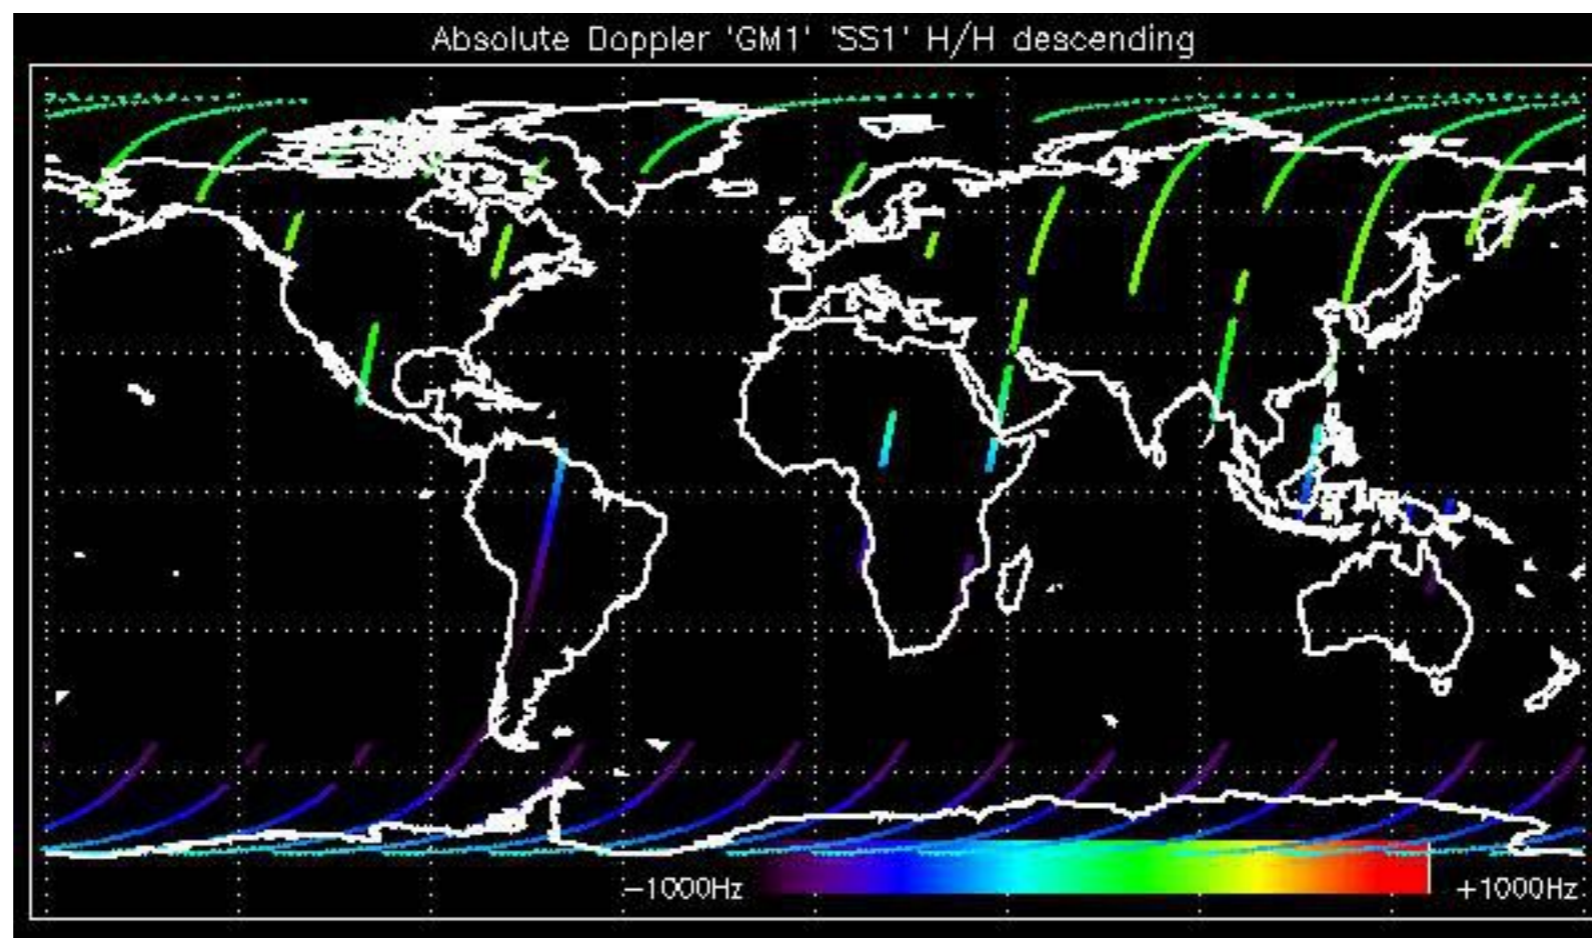 Absolute Doppler 'GM1' 'SS1' H/H descending
−1000Hz +1000Hz